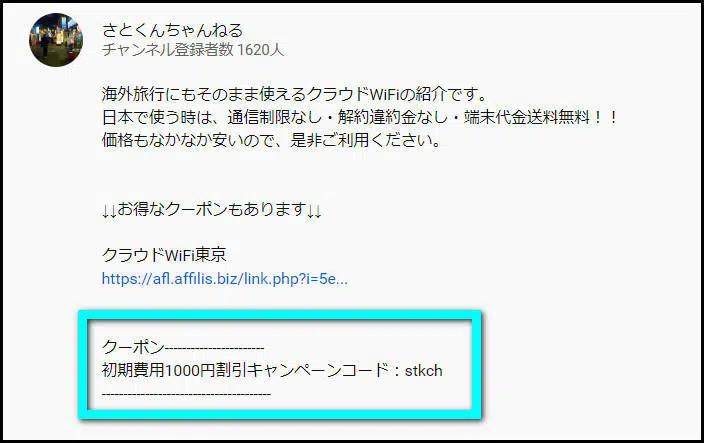 さとくんちゃんねる
チャンネル登録者数 1620人
海外旅行にもそのまま使えるクラウドWiFiの紹介です。
日本で使う時は、通信制限なし・解約違約金なし・端末代金送料無料！！
価格もなかなか安いので、是非ご利用ください。
↓↓お得なクーポンもあります↓↓
クラウドWiFi東京
https://afl.affilis.biz/link.php?i=5e...
クーポン-----------------------
初期費用1000円割引キャンペーンコード：stkch
---------------------------------------